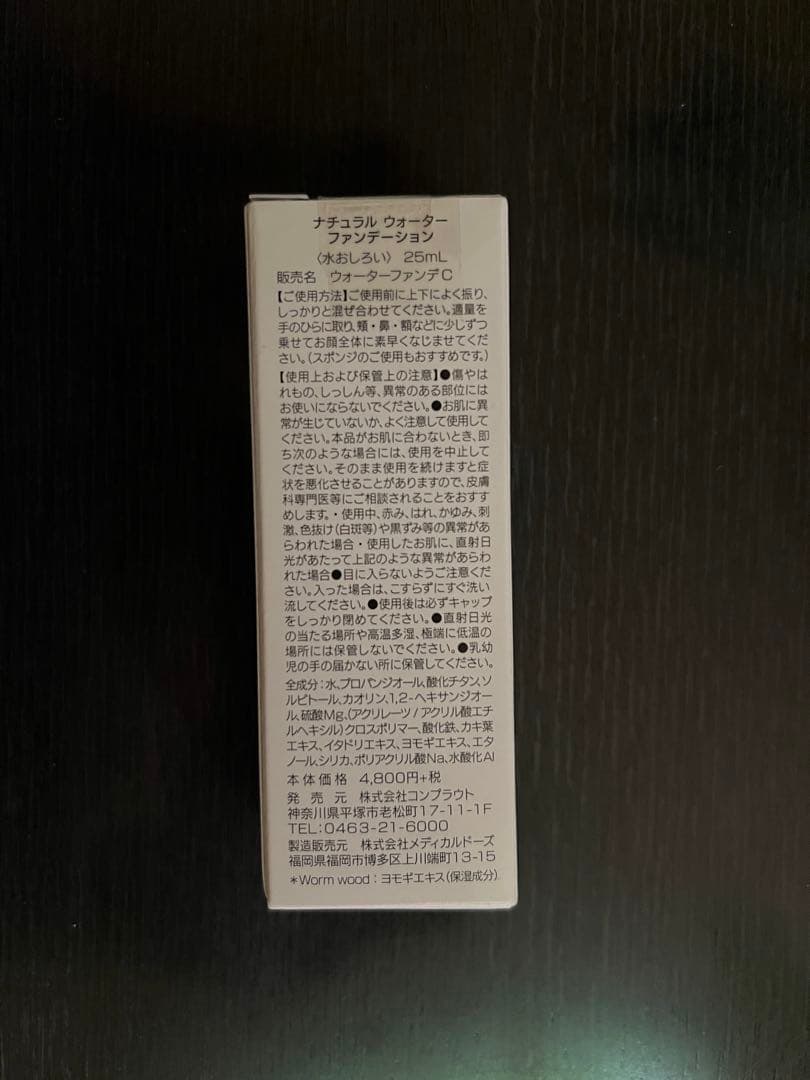 ナチュラル ウォーター
ファンデーション
〈水おしろい〉 25mL
販売名 ウォーターファンデC
【ご使用方法】ご使用前に上下によく振り、
しっかりと混ぜ合わせてください。適量を
手のひらに取り、頬・鼻・額などに少しずつ
乗せてお顔全体に素早くなじませてくだ
さい。(スポンジのご使用もおすすめです。)
【使用上および保管上の注意】●傷やは
れもの、しっしん等、異常のある部位には
お使いにならないでください。●お肌に異
常が生じていないか、よく注意して使用して
ください。本品がお肌に合わないとき、即
ち次のような場合には、使用を中止して
ください。そのまま使用を続けますと症
状を悪化させることがありますので、皮膚
科専門医等にご相談されることをおすす
めします。・使用中、赤み、はれ、かゆみ、刺
激、色抜け(白斑等)や黒ずみ等の異常があ
らわれた場合・使用したお肌に、直射日
光があたって上記のような異常があらわ
れた場合●目に入らないようご注意くだ
さい。入った場合は、こすらずにすぐ洗い
流してください。●使用後は必ずキャップ
をしっかり閉めてください。●直射日光
の当たる場所や高温多湿、極端に低温の
場所には保管しないでください。●乳幼
児の手の届かない所に保管してください。
全成分:水、プロパンジオール、酸化チタン、ソ
ルビトール、カオリン、1,2-ヘキサンジオー
ル、硫酸Mg、(アクリレーツ/アクリル酸エチ
ルヘキシル)クロスポリマー、酸化鉄、カキ葉
エキス、イタドリエキス、ヨモギエキス、エタ
ノール、シリカ、ポリアクリル酸Na、水酸化Al
本体価格 4,800円+税
発売元 株式会社コンプラウト
神奈川県平塚市老松町17-11-1F
TEL:0463-21-6000
製造販売元 株式会社メディカルドーズ
福岡県福岡市博多区上川端町13-15
*Worm wood:ヨモギエキス(保湿成分)